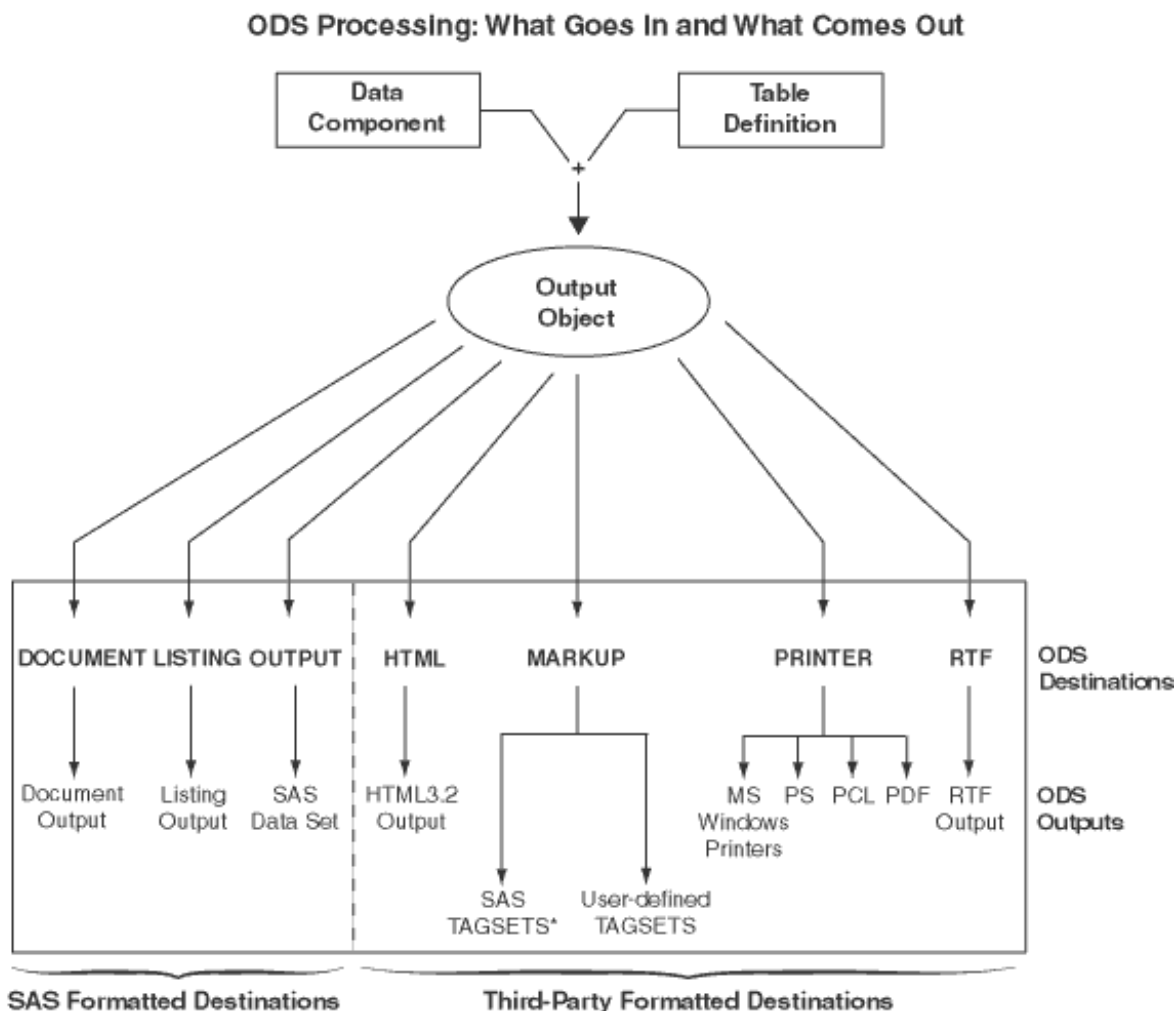 ODS Processing: What Goes In and What Comes Out
Data
Component
Table
Definition
+
Output
Object
DOCUMENT LISTING OUTPUT HTML MARKUP PRINTER RTF
ODS
Destinations
Document
Output
Listing
Output
SAS
Data Set
HTML3.2
Output
MS
Windows
Printers
PS
PCL
PDF
RTF
Output
ODS
Outputs
SAS
TAGSETS*
User-defined
TAGSETS
SAS Formatted Destinations
Third-Party Formatted Destinations